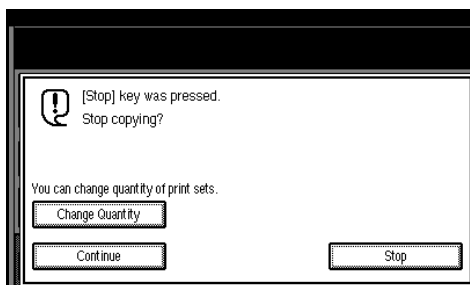 [Stop] key was pressed.
Stop copying?
You can change quantity of print sets.
Change Quantity
Continue
Stop